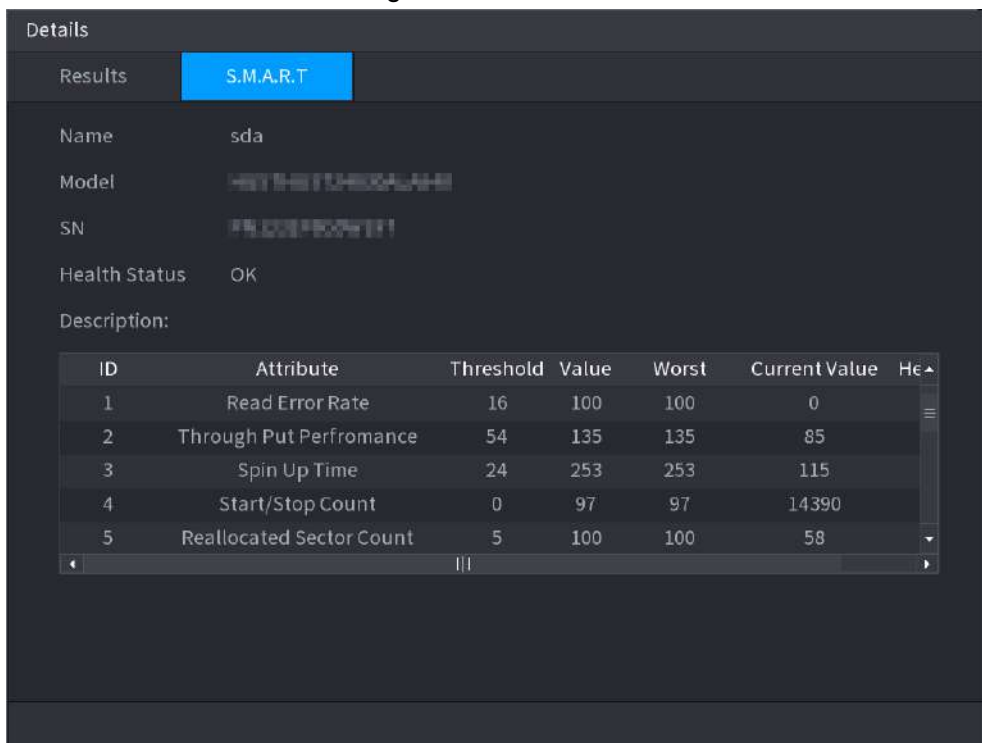 Details
Results S.M.A.R.T
Name sda
Model
SN
Health Status OK
Description:
ID Attribute Threshold Value Worst Current Value He
1 Read Error Rate 16 100 100 0
2 Through Put Perfromance 54 135 135 85
3 Spin Up Time 24 253 253 115
4 Start/Stop Count 0 97 97 14390
5 Reallocated Sector Count 5 100 100 58